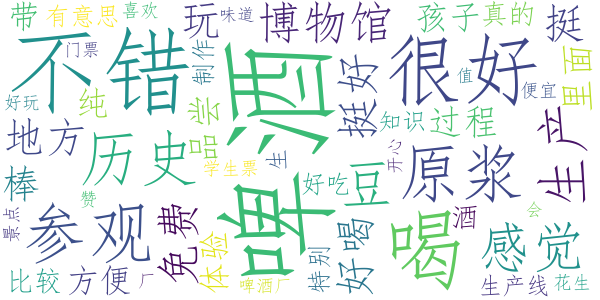 带
有意思
喜欢
玩
味道
博物馆
孩子
真的
挺
不错
门票
制作
啤酒
挺好
很好
值
便宜
里面
好玩
纯
品尝
知识
过程
地方
历史
学生票
生
好吃
豆
开心
原浆
生产
棒
赞
景点
参观
免费
体验
特别
好喝
喝
酒
会
感觉
比较
方便
厂
啤酒厂
生产线
花生